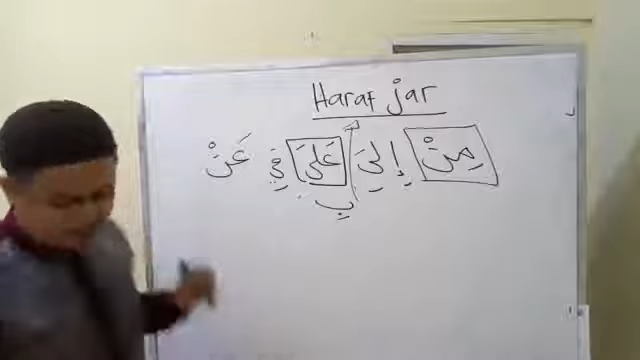 Haraf jar
مِنْ إِلَىَ عَلَىَ فِيْ عَنْ
بِ